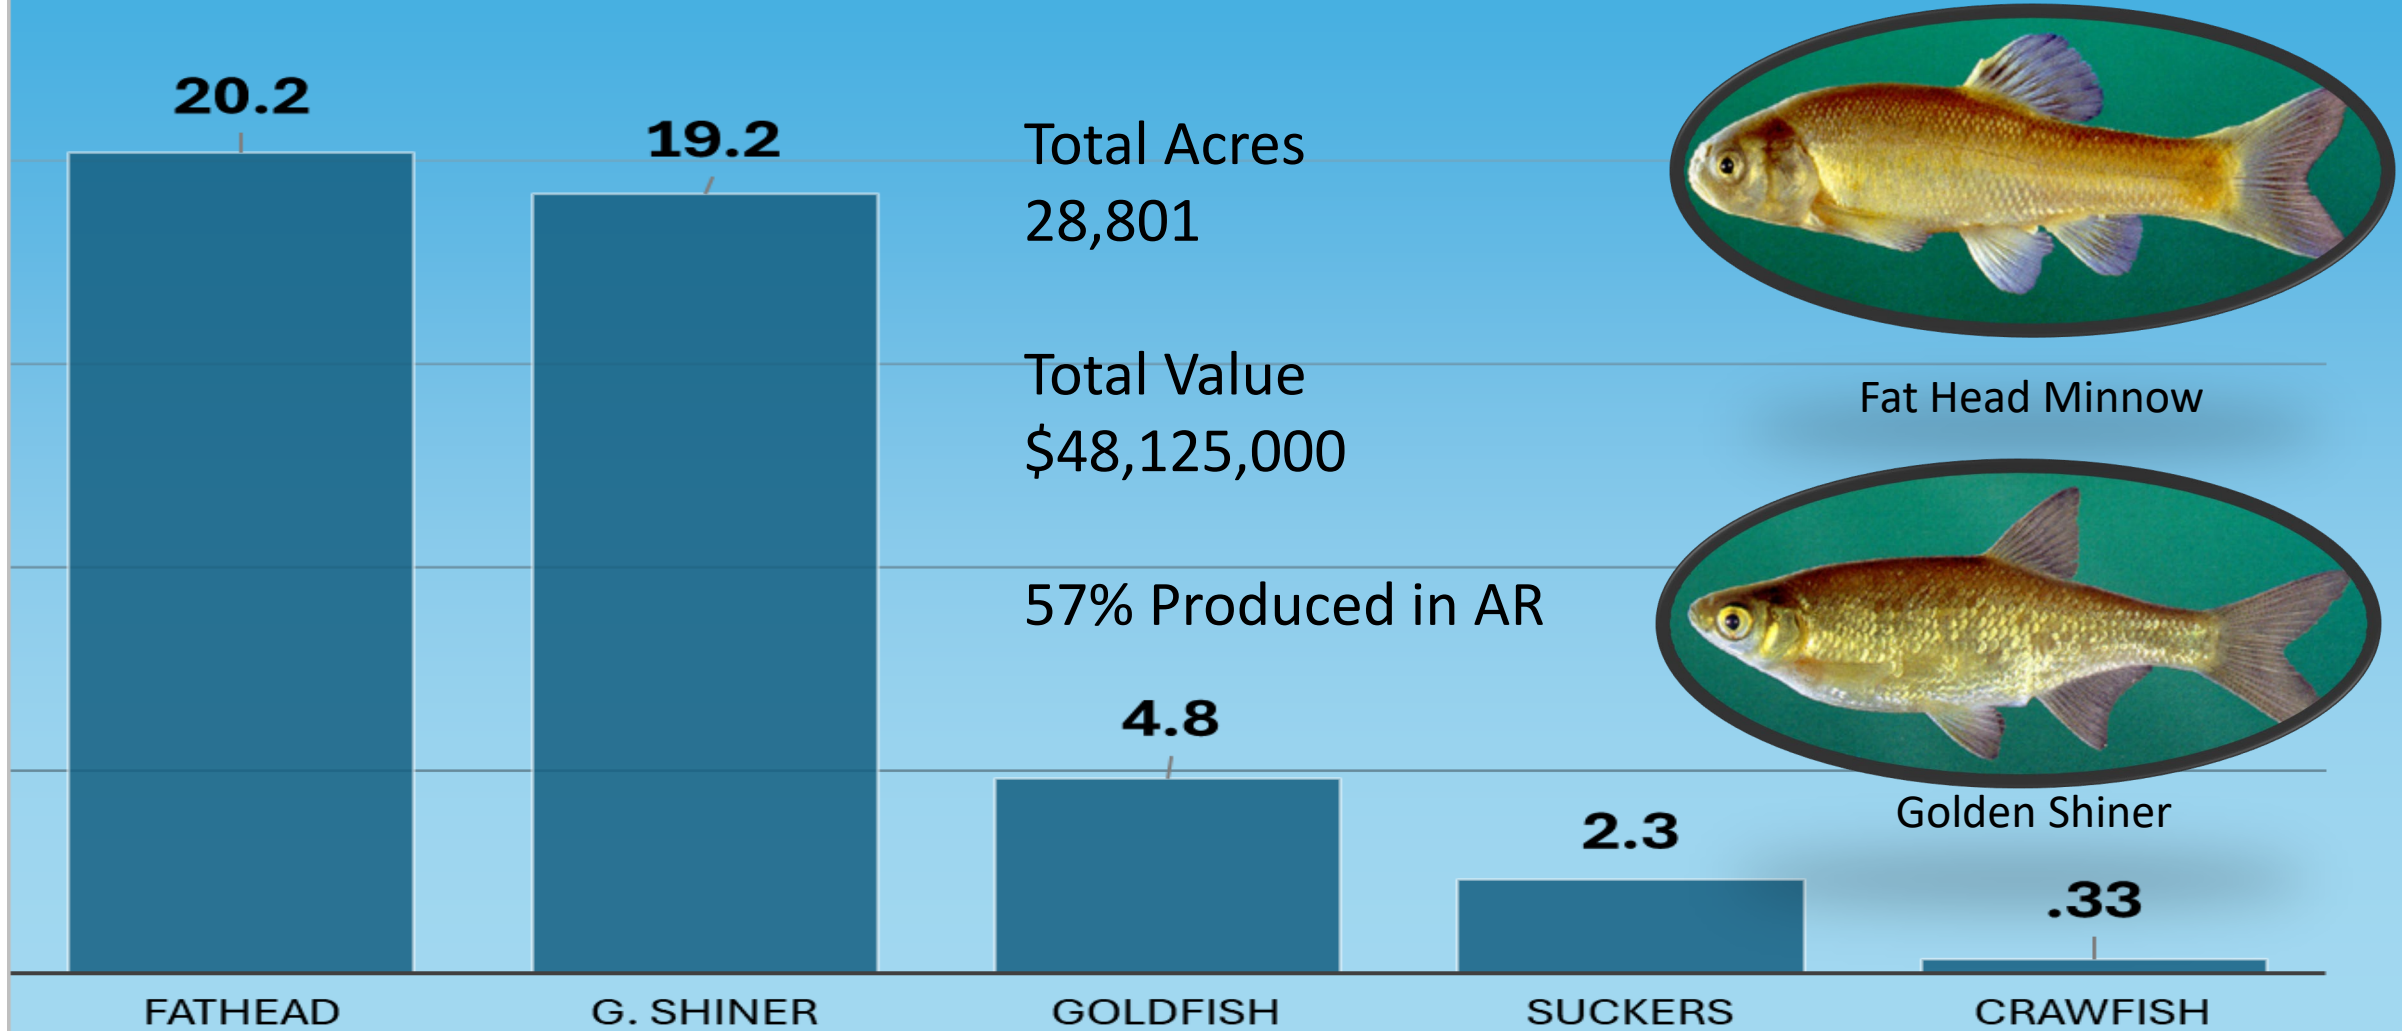 20.2
19.2
4.8
2.3
.33
Total Acres
28,801
Total Value
$48,125,000
57% Produced in AR
Fat Head Minnow
Golden Shiner
FATHEAD
G. SHINER
GOLDFISH
SUCKERS
CRAWFISH